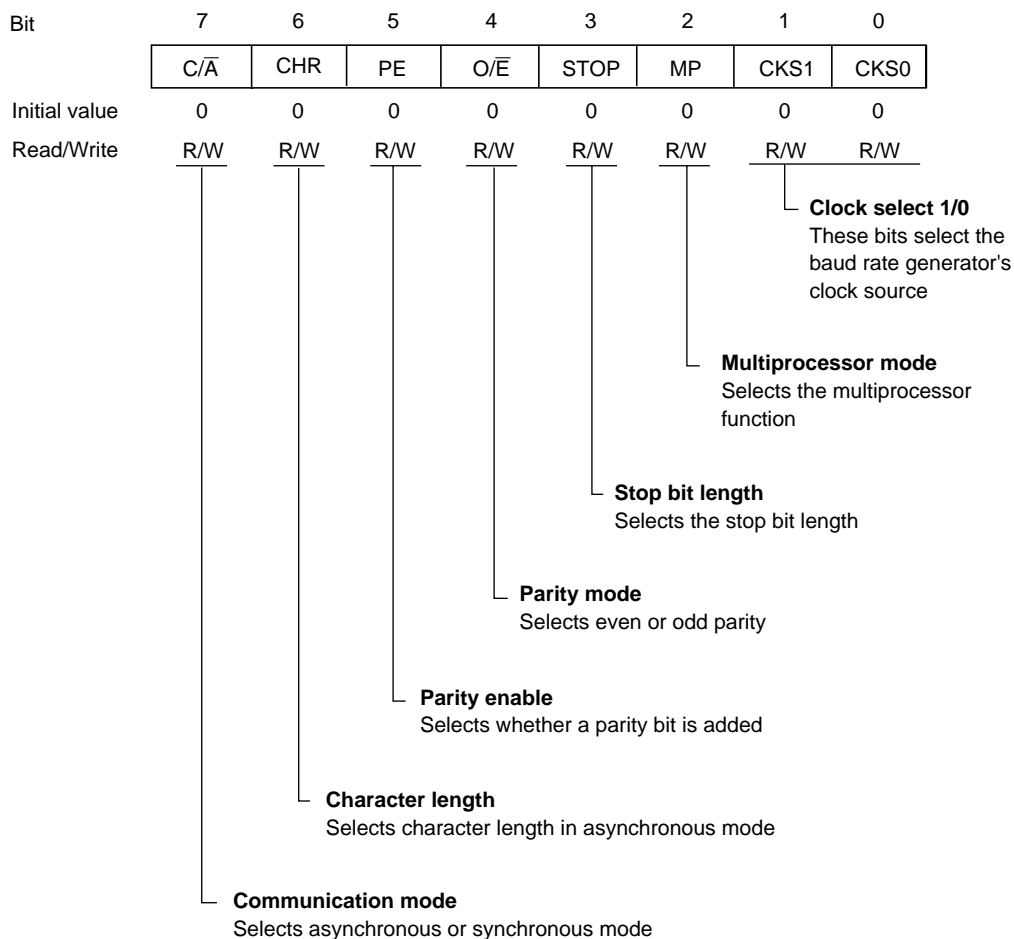 Bit 7 6 5 4 3 2 1 0
C/A̅ CHR PE O/E̅ STOP MP CKS1 CKS0
Initial value 0 0 0 0 0 0 0 0
Read/Write R/W R/W R/W R/W R/W R/W R/W R/W
Clock select 1/0
These bits select the
baud rate generator's
clock source
Multiprocessor mode
Selects the multiprocessor
function
Stop bit length
Selects the stop bit length
Parity mode
Selects even or odd parity
Parity enable
Selects whether a parity bit is added
Character length
Selects character length in asynchronous mode
Communication mode
Selects asynchronous or synchronous mode